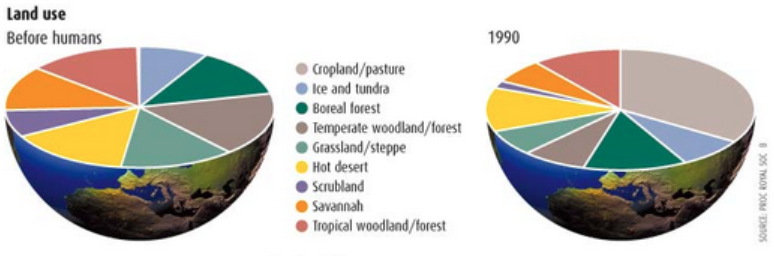 Land use
Before humans
1990
Cropland/pasture
Ice and tundra
Boreal forest
Temperate woodland/forest
Grassland/steppe
Hot desert
Scrubland
Savannah
Tropical woodland/forest
SOURCE: PROC ROYAL SOC B